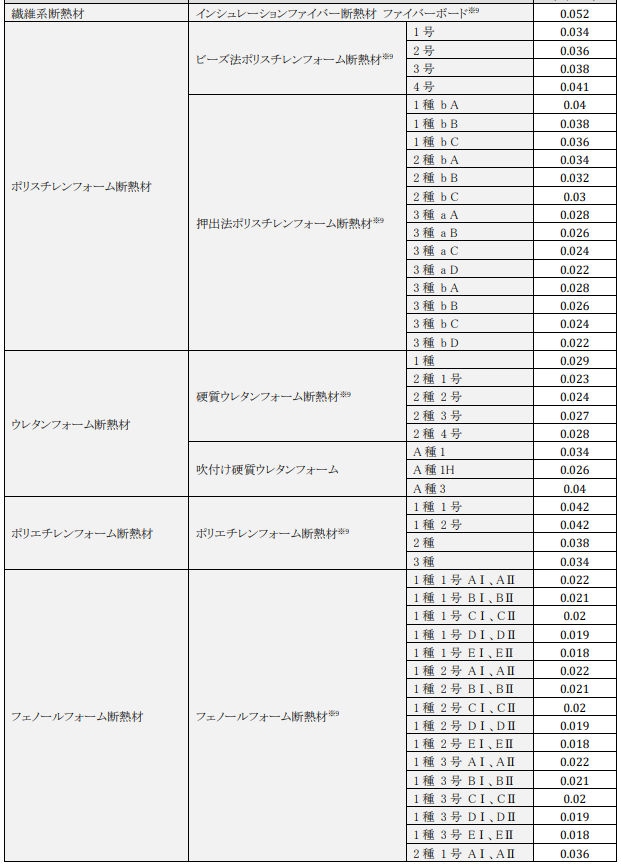 繊維系断熱材 インシュレーションファイバー断熱材 ファイバーボード※9 0.052
ポリスチレンフォーム断熱材
ビーズ法ポリスチレンフォーム断熱材※9
1号 0.034
2号 0.036
3号 0.038
4号 0.041
押出法ポリスチレンフォーム断熱材※9
1種 bA 0.04
1種 bB 0.038
1種 bC 0.036
2種 bA 0.034
2種 bB 0.032
2種 bC 0.03
3種 aA 0.028
3種 aB 0.026
3種 aC 0.024
3種 aD 0.022
3種 bA 0.028
3種 bB 0.026
3種 bC 0.024
3種 bD 0.022
ウレタンフォーム断熱材
硬質ウレタンフォーム断熱材※9
1種 0.029
2種 1号 0.023
2種 2号 0.024
2種 3号 0.027
2種 4号 0.028
吹付け硬質ウレタンフォーム
A種1 0.034
A種1H 0.026
A種3 0.04
ポリエチレンフォーム断熱材
ポリエチレンフォーム断熱材※9
1種 1号 0.042
1種 2号 0.042
2種 0.038
3種 0.034
フェノールフォーム断熱材
フェノールフォーム断熱材※9
1種 1号 AⅠ、AⅡ 0.022
1種 1号 BⅠ、BⅡ 0.021
1種 1号 CⅠ、CⅡ 0.02
1種 1号 DⅠ、DⅡ 0.019
1種 1号 EⅠ、EⅡ 0.018
1種 2号 AⅠ、AⅡ 0.022
1種 2号 BⅠ、BⅡ 0.021
1種 2号 CⅠ、CⅡ 0.02
1種 2号 DⅠ、DⅡ 0.019
1種 2号 EⅠ、EⅡ 0.018
1種 3号 AⅠ、AⅡ 0.022
1種 3号 BⅠ、BⅡ 0.021
1種 3号 CⅠ、CⅡ 0.02
1種 3号 DⅠ、DⅡ 0.019
1種 3号 EⅠ、EⅡ 0.018
2種 1号 AⅠ、AⅡ 0.036